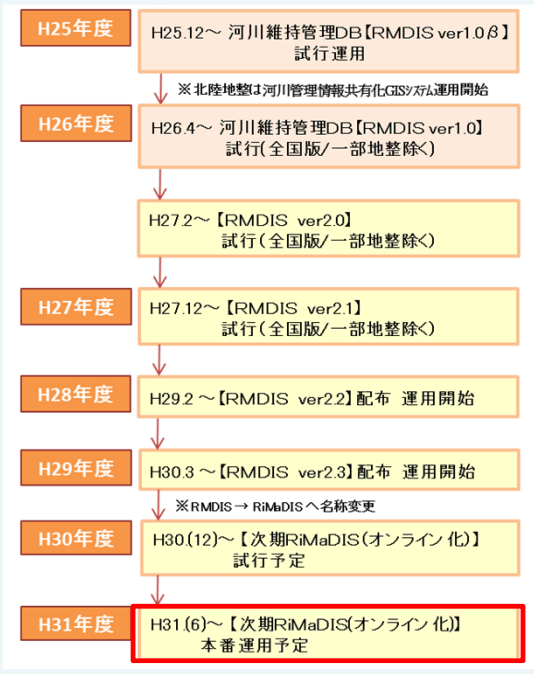 H25年度
H25.12～ 河川維持管理DB【RMDIS ver1.0β】
試行運用
※北陸地整は河川管理情報共有化GISシステム運用開始
H26年度
H26.4～ 河川維持管理DB【RMDIS ver1.0】
試行(全国版/一部地整除く)
H27.2～【RMDIS ver2.0】
試行(全国版/一部地整除く)
H27年度
H27.12～【RMDIS ver2.1】
試行(全国版/一部地整除く)
H28年度
H29.2～【RMDIS ver2.2】配布 運用開始
H29年度
H30.3～【RMDIS ver2.3】配布 運用開始
※RMDIS→ RiMaDISへ名称変更
H30年度
H30.(12)～【次期RiMaDIS(オンライン化)】
試行予定
H31年度
H31.(6)～【次期RiMaDIS(オンライン化)】
本番運用予定